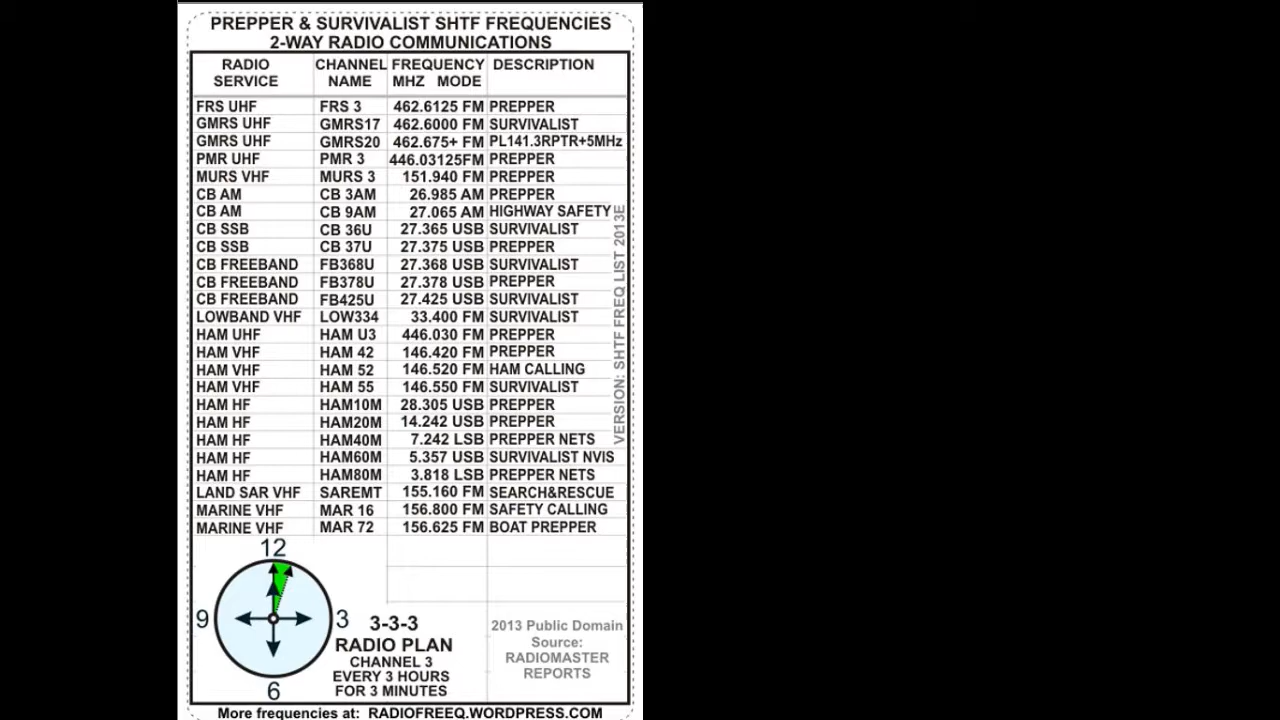 PREPPER & SURVIVALIST SHTF FREQUENCIES
2-WAY RADIO COMMUNICATIONS
RADIO SERVICE CHANNEL NAME FREQUENCY MHZ MODE DESCRIPTION
FRS UHF FRS 3 462.6125 FM PREPPER
GMRS UHF GMRS17 462.6000 FM SURVIVALIST
GMRS UHF GMRS20 462.675+ FM PL141.3RPTR+5MHz
PMR UHF PMR 3 446.03125FM PREPPER
MURS VHF MURS 3 151.940 FM PREPPER
CB AM CB 3AM 26.985 AM PREPPER
CB AM CB 9AM 27.065 AM HIGHWAY SAFETY
CB SSB CB 36U 27.365 USB SURVIVALIST
CB SSB CB 37U 27.375 USB PREPPER
CB FREEBAND FB368U 27.368 USB SURVIVALIST
CB FREEBAND FB378U 27.378 USB PREPPER
CB FREEBAND FB425U 27.425 USB SURVIVALIST
LOWBAND VHF LOW334 33.400 FM SURVIVALIST
HAM UHF HAM U3 446.030 FM PREPPER
HAM VHF HAM 42 146.420 FM PREPPER
HAM VHF HAM 52 146.520 FM HAM CALLING
HAM VHF HAM 55 146.550 FM SURVIVALIST
HAM HF HAM10M 28.305 USB PREPPER
HAM HF HAM20M 14.242 USB PREPPER
HAM HF HAM40M 7.242 LSB PREPPER NETS
HAM HF HAM60M 5.357 USB SURVIVALIST NVIS
HAM HF HAM80M 3.818 LSB PREPPER NETS
LAND SAR VHF SAREMT 155.160 FM SEARCH&RESCUE
MARINE VHF MAR 16 156.800 FM SAFETY CALLING
MARINE VHF MAR 72 156.625 FM BOAT PREPPER
VERSION: SHTF FREQ LIST 2013E
12
9
3
6
3-3-3
RADIO PLAN
CHANNEL 3
EVERY 3 HOURS
FOR 3 MINUTES
2013 Public Domain
Source:
RADIOMASTER
REPORTS
More frequencies at: RADIOFREEQ.WORDPRESS.COM